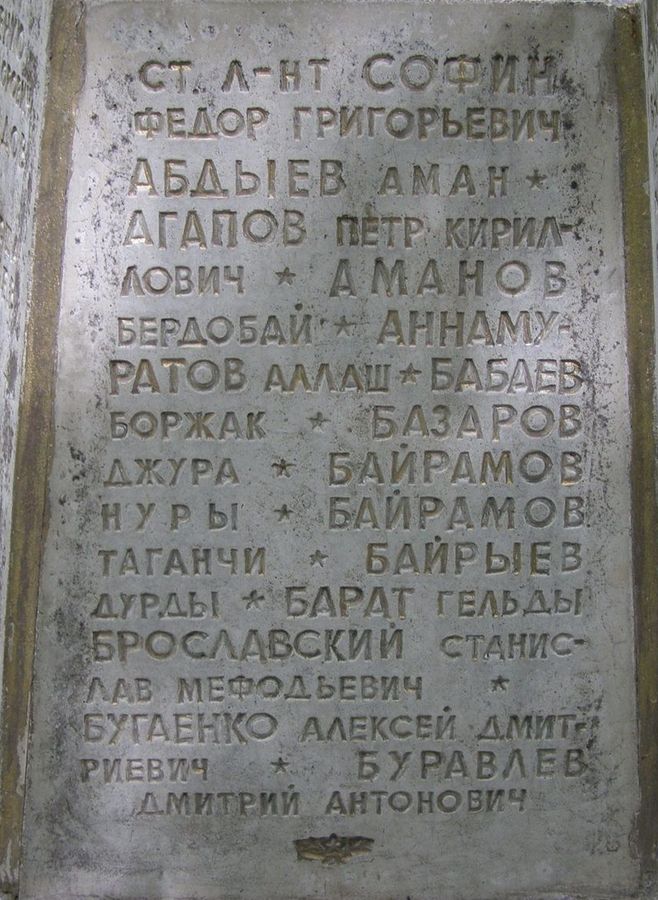 СТ. Л-НТ СОФИН
ФЕДОР ГРИГОРЬЕВИЧ
АБДЫЕВ АМАН *
АГАПОВ ПЕТР КИРИЛ-
ЛОВИЧ * АМАНОВ
БЕРДОБАЙ * АННАМУ-
РАТОВ АЛЛАШ * БАБАЕВ
БОРЖАК * БАЗАРОВ
ДЖУРА * БАЙРАМОВ
НУРЫ * БАЙРАМОВ
ТАГАНЧИ * БАЙРЫЕВ
ДУРДЫ * БАРАТ ГЕЛЬДЫ
БРОСЛАВСКИЙ СТАНИС-
ЛАВ МЕФОДЬЕВИЧ *
БУГАЕНКО АЛЕКСЕЙ ДМИТ-
РИЕВИЧ * БУРАВЛЕВ
ДМИТРИЙ АНТОНОВИЧ